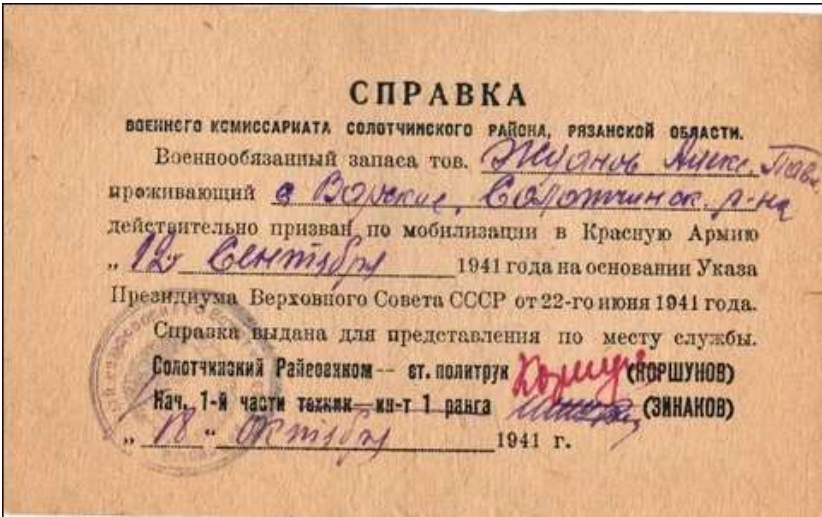 СПРАВКА
ВОЕННОГО КОМИССАРИАТА СОЛОТЧИНСКОГО РАЙОНА, РЯЗАНСКОЙ ОБЛАСТИ.
Военнообязанный запаса тов. Жданов Алекс. Павл.
проживающий с Варские, Солотчинск. р-на
действительно призван по мобилизации в Красную Армию
„ 12 " Сентября 1941 года на основании Указа
Президиума Верховного Совета СССР от 22-го июня 1941 года.
Справка выдана для представления по месту службы.
Солотчинский Райвоенком — ст. политрук (КОРШУНОВ)
Нач. 1-й части техник—ин-т 1 ранга (ЗИНАКОВ)
„ 18 " Октября 1941 г.